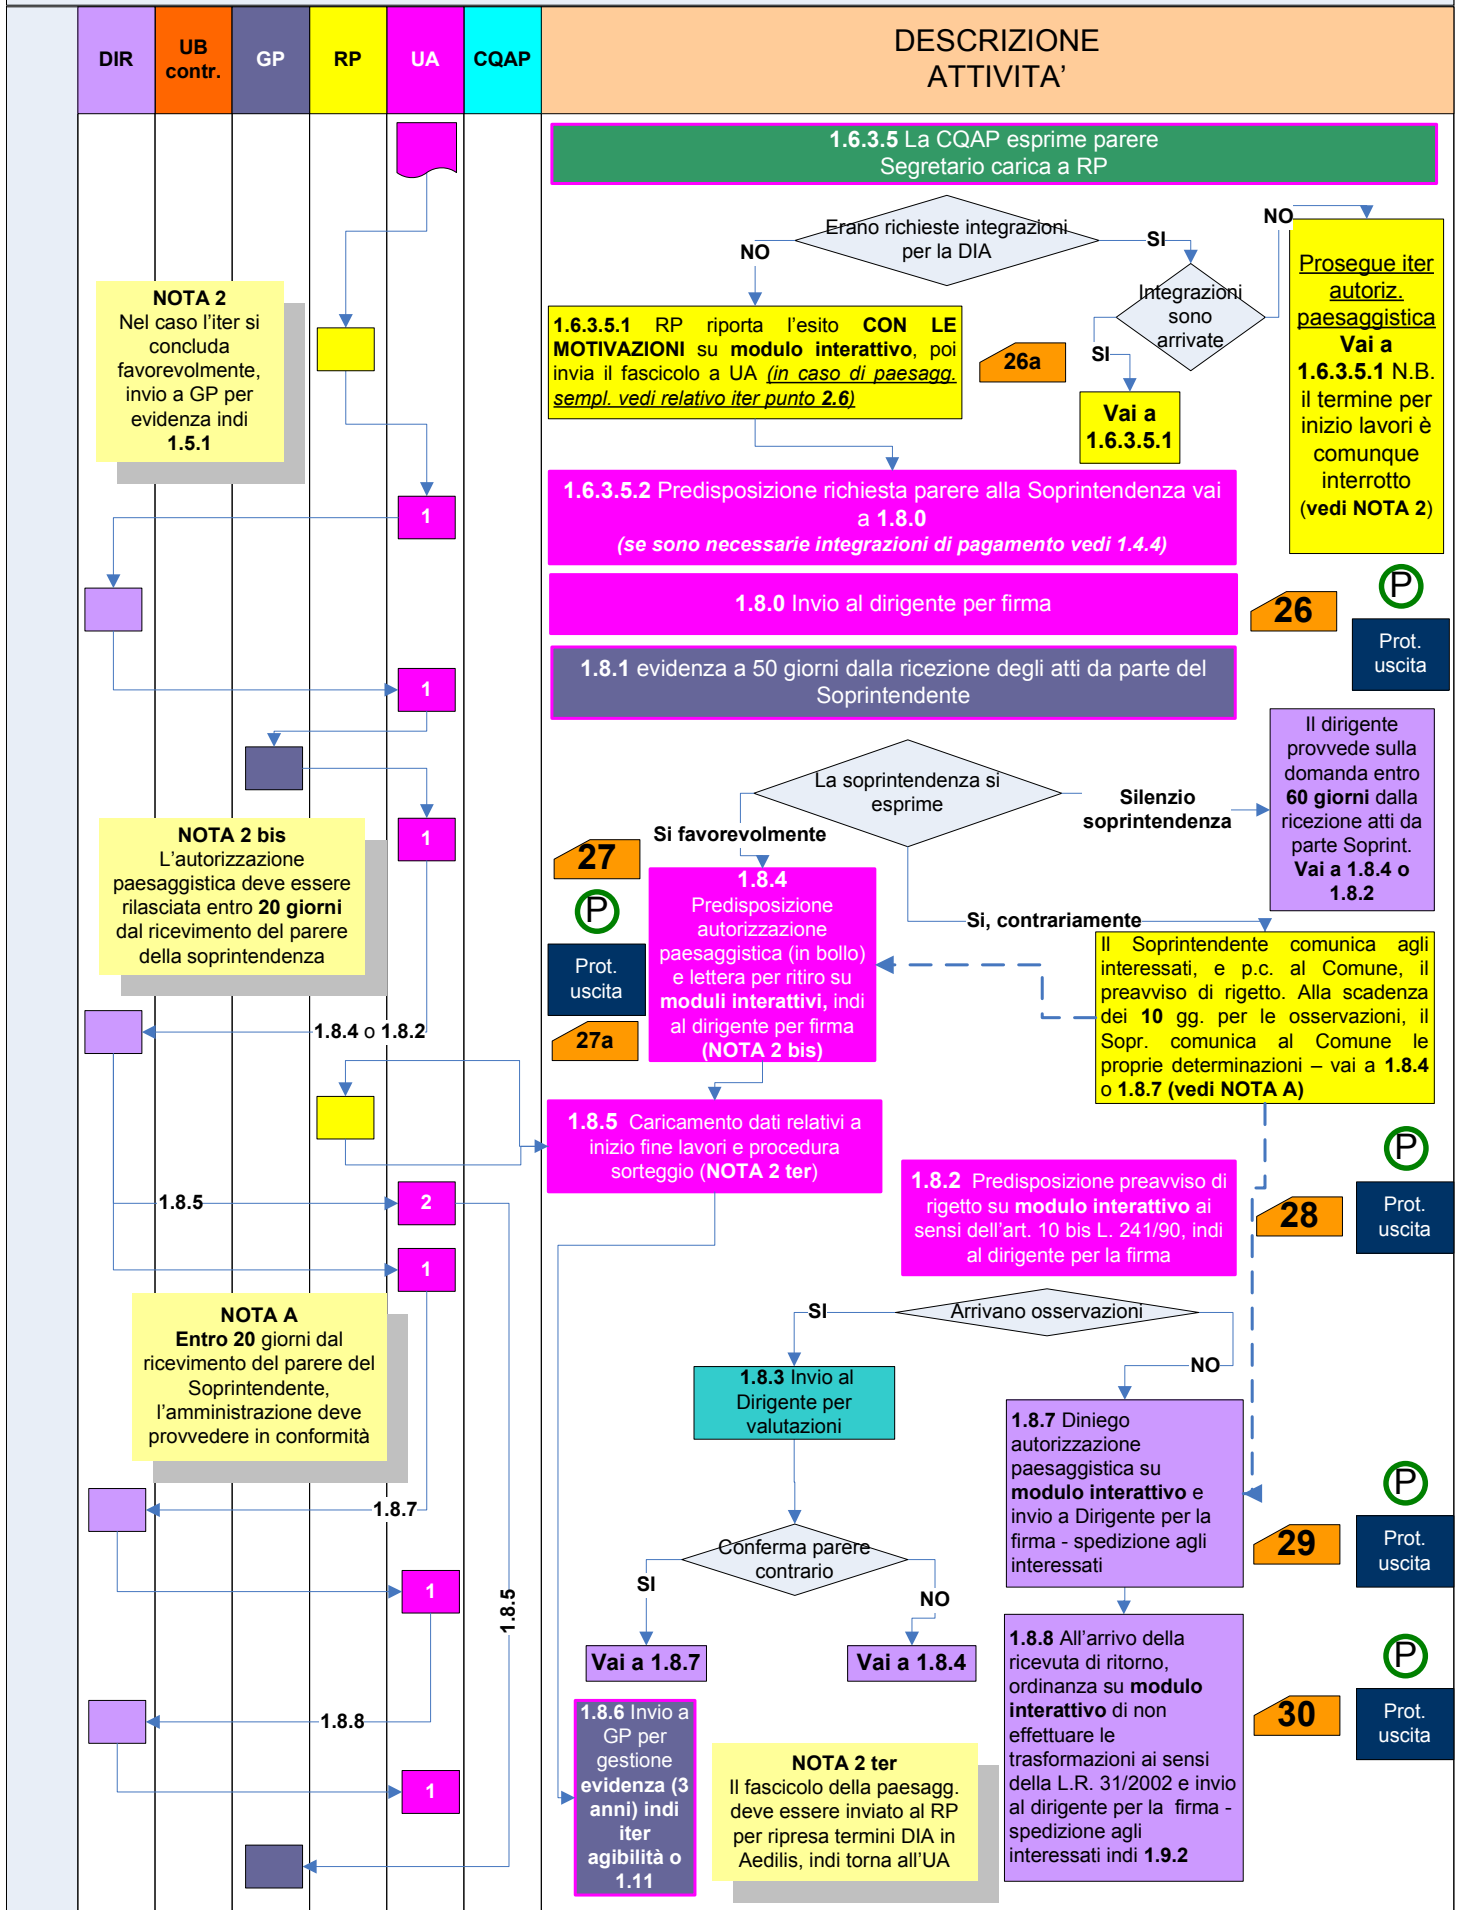 DIR
UB
contr.
GP
RP
UA
CQAP
DESCRIZIONE
ATTIVITA’
1.6.3.5 La CQAP esprime parere
Segretario carica a RP
Erano richieste integrazioni
per la DIA
NO
SI
NO
Integrazioni
sono
arrivate
SI
Prosegue iter
autoriz.
paesaggistica
Vai a
1.6.3.5.1 N.B.
il termine per
inizio lavori è
comunque
interrotto
(vedi NOTA 2)
NOTA 2
Nel caso l’iter si
concluda
favorevolmente,
invio a GP per
evidenza indi
1.5.1
1.6.3.5.1 RP riporta l’esito CON LE
MOTIVAZIONI su modulo interattivo, poi
invia il fascicolo a UA (in caso di paesagg.
sempl. vedi relativo iter punto 2.6)
26a
Vai a
1.6.3.5.1
1.6.3.5.2 Predisposizione richiesta parere alla Soprintendenza vai
a 1.8.0
(se sono necessarie integrazioni di pagamento vedi 1.4.4)
1
1.8.0 Invio al dirigente per firma
26
P
Prot.
uscita
1.8.1 evidenza a 50 giorni dalla ricezione degli atti da parte del
Soprintendente
1
La soprintendenza si
esprime
Silenzio
soprintendenza
Il dirigente
provvede sulla
domanda entro
60 giorni dalla
ricezione atti da
parte Soprint.
Vai a 1.8.4 o
1.8.2
Si favorevolmente
Si, contrariamente
1
NOTA 2 bis
L’autorizzazione
paesaggistica deve essere
rilasciata entro 20 giorni
dal ricevimento del parere
della soprintendenza
27
P
Prot.
uscita
27a
1.8.4
Predisposizione
autorizzazione
paesaggistica (in bollo)
e lettera per ritiro su
moduli interattivi, indi
al dirigente per firma
(NOTA 2 bis)
Il Soprintendente comunica agli
interessati, e p.c. al Comune, il
preavviso di rigetto. Alla scadenza
dei 10 gg. per le osservazioni, il
Sopr. comunica al Comune le
proprie determinazioni – vai a 1.8.4
o 1.8.7 (vedi NOTA A)
1.8.4 o 1.8.2
1.8.5 Caricamento dati relativi a
inizio fine lavori e procedura
sorteggio (NOTA 2 ter)
1.8.2 Predisposizione preavviso di
rigetto su modulo interattivo ai
sensi dell’art. 10 bis L. 241/90, indi
al dirigente per la firma
28
P
Prot.
uscita
1.8.5
2
1
NOTA A
Entro 20 giorni dal
ricevimento del parere del
Soprintendente,
l’amministrazione deve
provvedere in conformità
Arrivano osservazioni
SI
NO
1.8.3 Invio al
Dirigente per
valutazioni
1.8.7 Diniego
autorizzazione
paesaggistica su
modulo interattivo e
invio a Dirigente per la
firma - spedizione agli
interessati
29
P
Prot.
uscita
1.8.7
Conferma parere
contrario
SI
NO
1
1.8.5
Vai a 1.8.7
Vai a 1.8.4
1.8.8 All’arrivo della
ricevuta di ritorno,
ordinanza su modulo
interattivo di non
effettuare le
trasformazioni ai sensi
della L.R. 31/2002 e invio
al dirigente per la firma -
spedizione agli
interessati indi 1.9.2
30
P
Prot.
uscita
1.8.8
1
1.8.6 Invio a
GP per
gestione
evidenza (3
anni) indi
iter
agibilità o
1.11
NOTA 2 ter
Il fascicolo della paesagg.
deve essere inviato al RP
per ripresa termini DIA in
Aedilis, indi torna all’UA